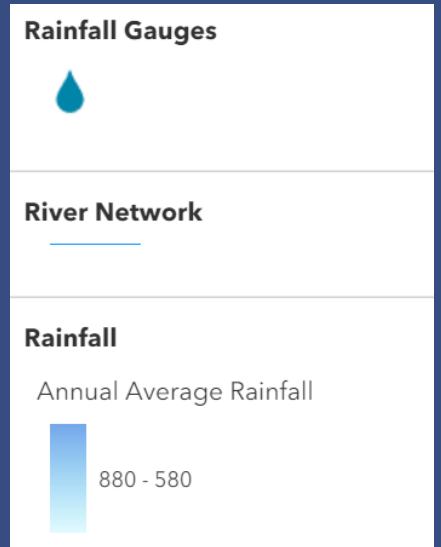 Rainfall Gauges
River Network
Rainfall
Annual Average Rainfall
880 - 580